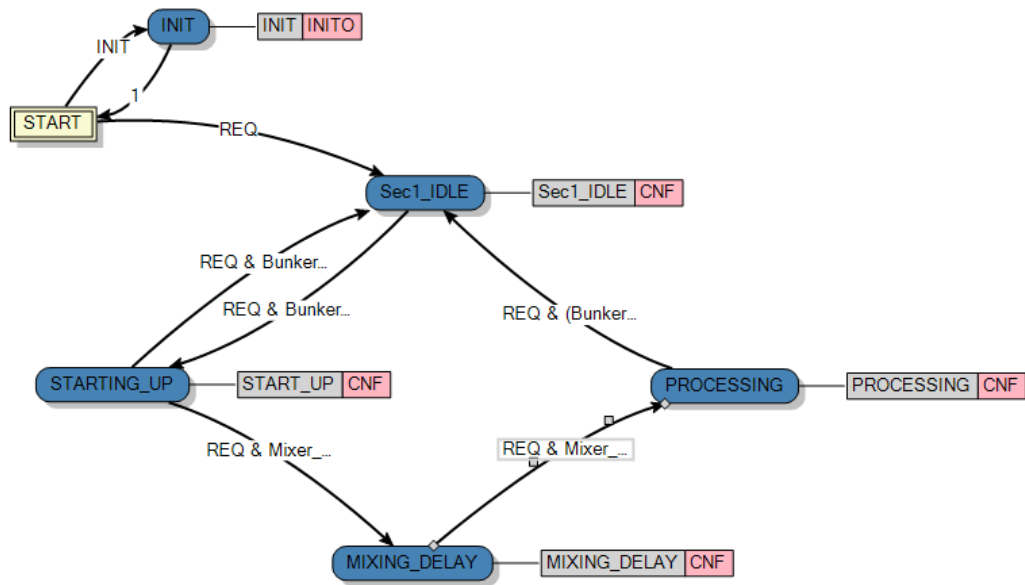 INIT
INIT INITO
INIT
1
START
REQ
Sec1_IDLE
Sec1_IDLE CNF
REQ & Bunker...
REQ & Bunker...
REQ & (Bunker...
STARTING_UP
START_UP CNF
PROCESSING
PROCESSING CNF
REQ & Mixer_...
REQ & Mixer_...
MIXING_DELAY
MIXING_DELAY CNF